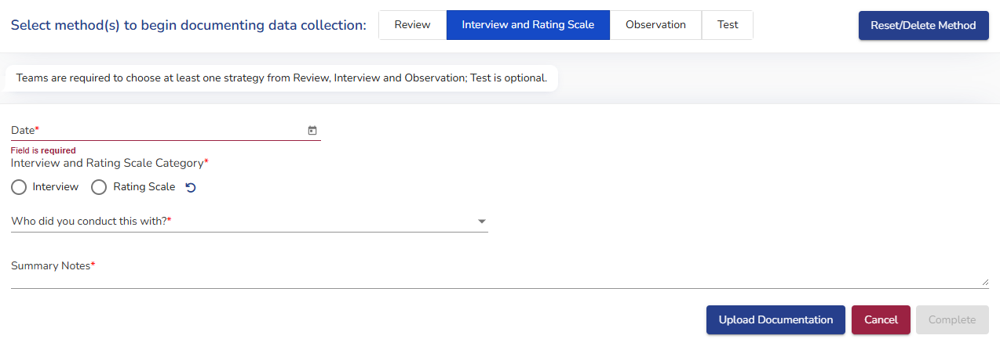 Select method(s) to begin documenting data collection: Review Interview and Rating Scale Observation Test Reset/Delete Method
Teams are required to choose at least one strategy from Review, Interview and Observation; Test is optional.
Date*
Field is required
Interview and Rating Scale Category*
Interview Rating Scale
Who did you conduct this with?*
Summary Notes*
Upload Documentation Cancel Complete